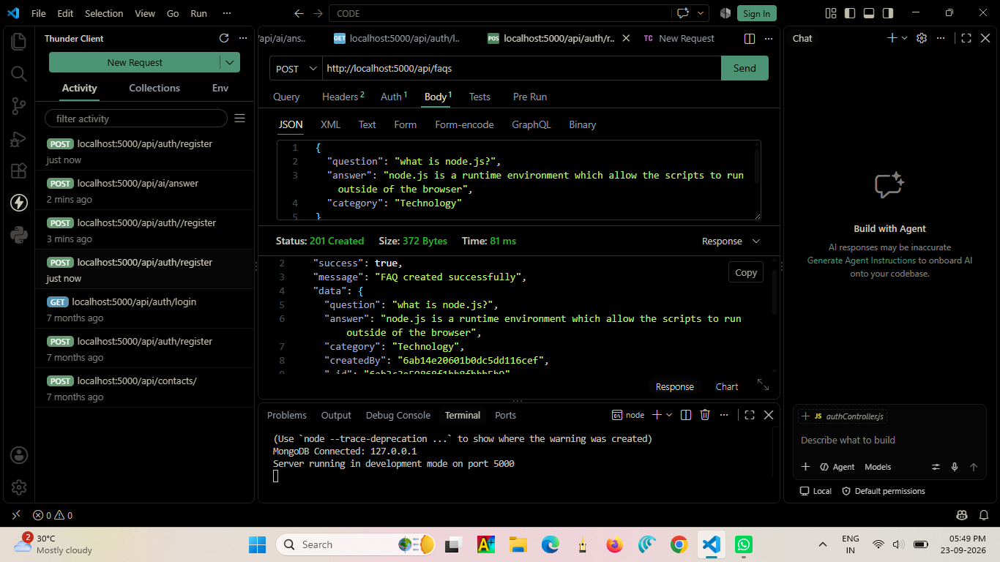 File Edit Selection View Go Run ··· CODE Sign In
Thunder Client
New Request
Activity Collections Env
filter activity
POST localhost:5000/api/auth/register
just now
POST localhost:5000/api/ai/answer
2 mins ago
POST localhost:5000/api/auth//register
3 mins ago
POST localhost:5000/api/auth/register
just now
GET localhost:5000/api/auth/login
7 months ago
POST localhost:5000/api/auth/register
7 months ago
POST localhost:5000/api/contacts/
7 months ago
/api/ai/ans.. GET localhost:5000/api/auth/l.. POS localhost:5000/api/auth/r.. TC New Request
POST http://localhost:5000/api/faqs Send
Query Headers 2 Auth 1 Body 1 Tests Pre Run
JSON XML Text Form Form-encode GraphQL Binary
1 {
2 "question": "what is node.js?",
3 "answer": "node.js is a runtime environment which allow the scripts to run
outside of the browser",
4 "category": "Technology"
5 }
Status: 201 Created Size: 372 Bytes Time: 81 ms Response
2 "success": true,
3 "message": "FAQ created successfully",
Copy
4 "data": {
5 "question": "what is node.js?",
6 "answer": "node.js is a runtime environment which allow the scripts to run
outside of the browser",
7 "category": "Technology",
8 "createdBy": "6ab14e20601b0dc5dd116cef",
Response Chart
Problems Output Debug Console Terminal Ports node
(Use `node --trace-deprecation ...` to show where the warning was created)
MongoDB Connected: 127.0.0.1
Server running in development mode on port 5000
Chat
Build with Agent
AI responses may be inaccurate
Generate Agent Instructions to onboard AI
onto your codebase.
JS authController.js
Describe what to build
Agent Models
Local Default permissions
0 0
2 30°C
Mostly cloudy
Search
ENG
IN
05:49 PM
23-09-2026